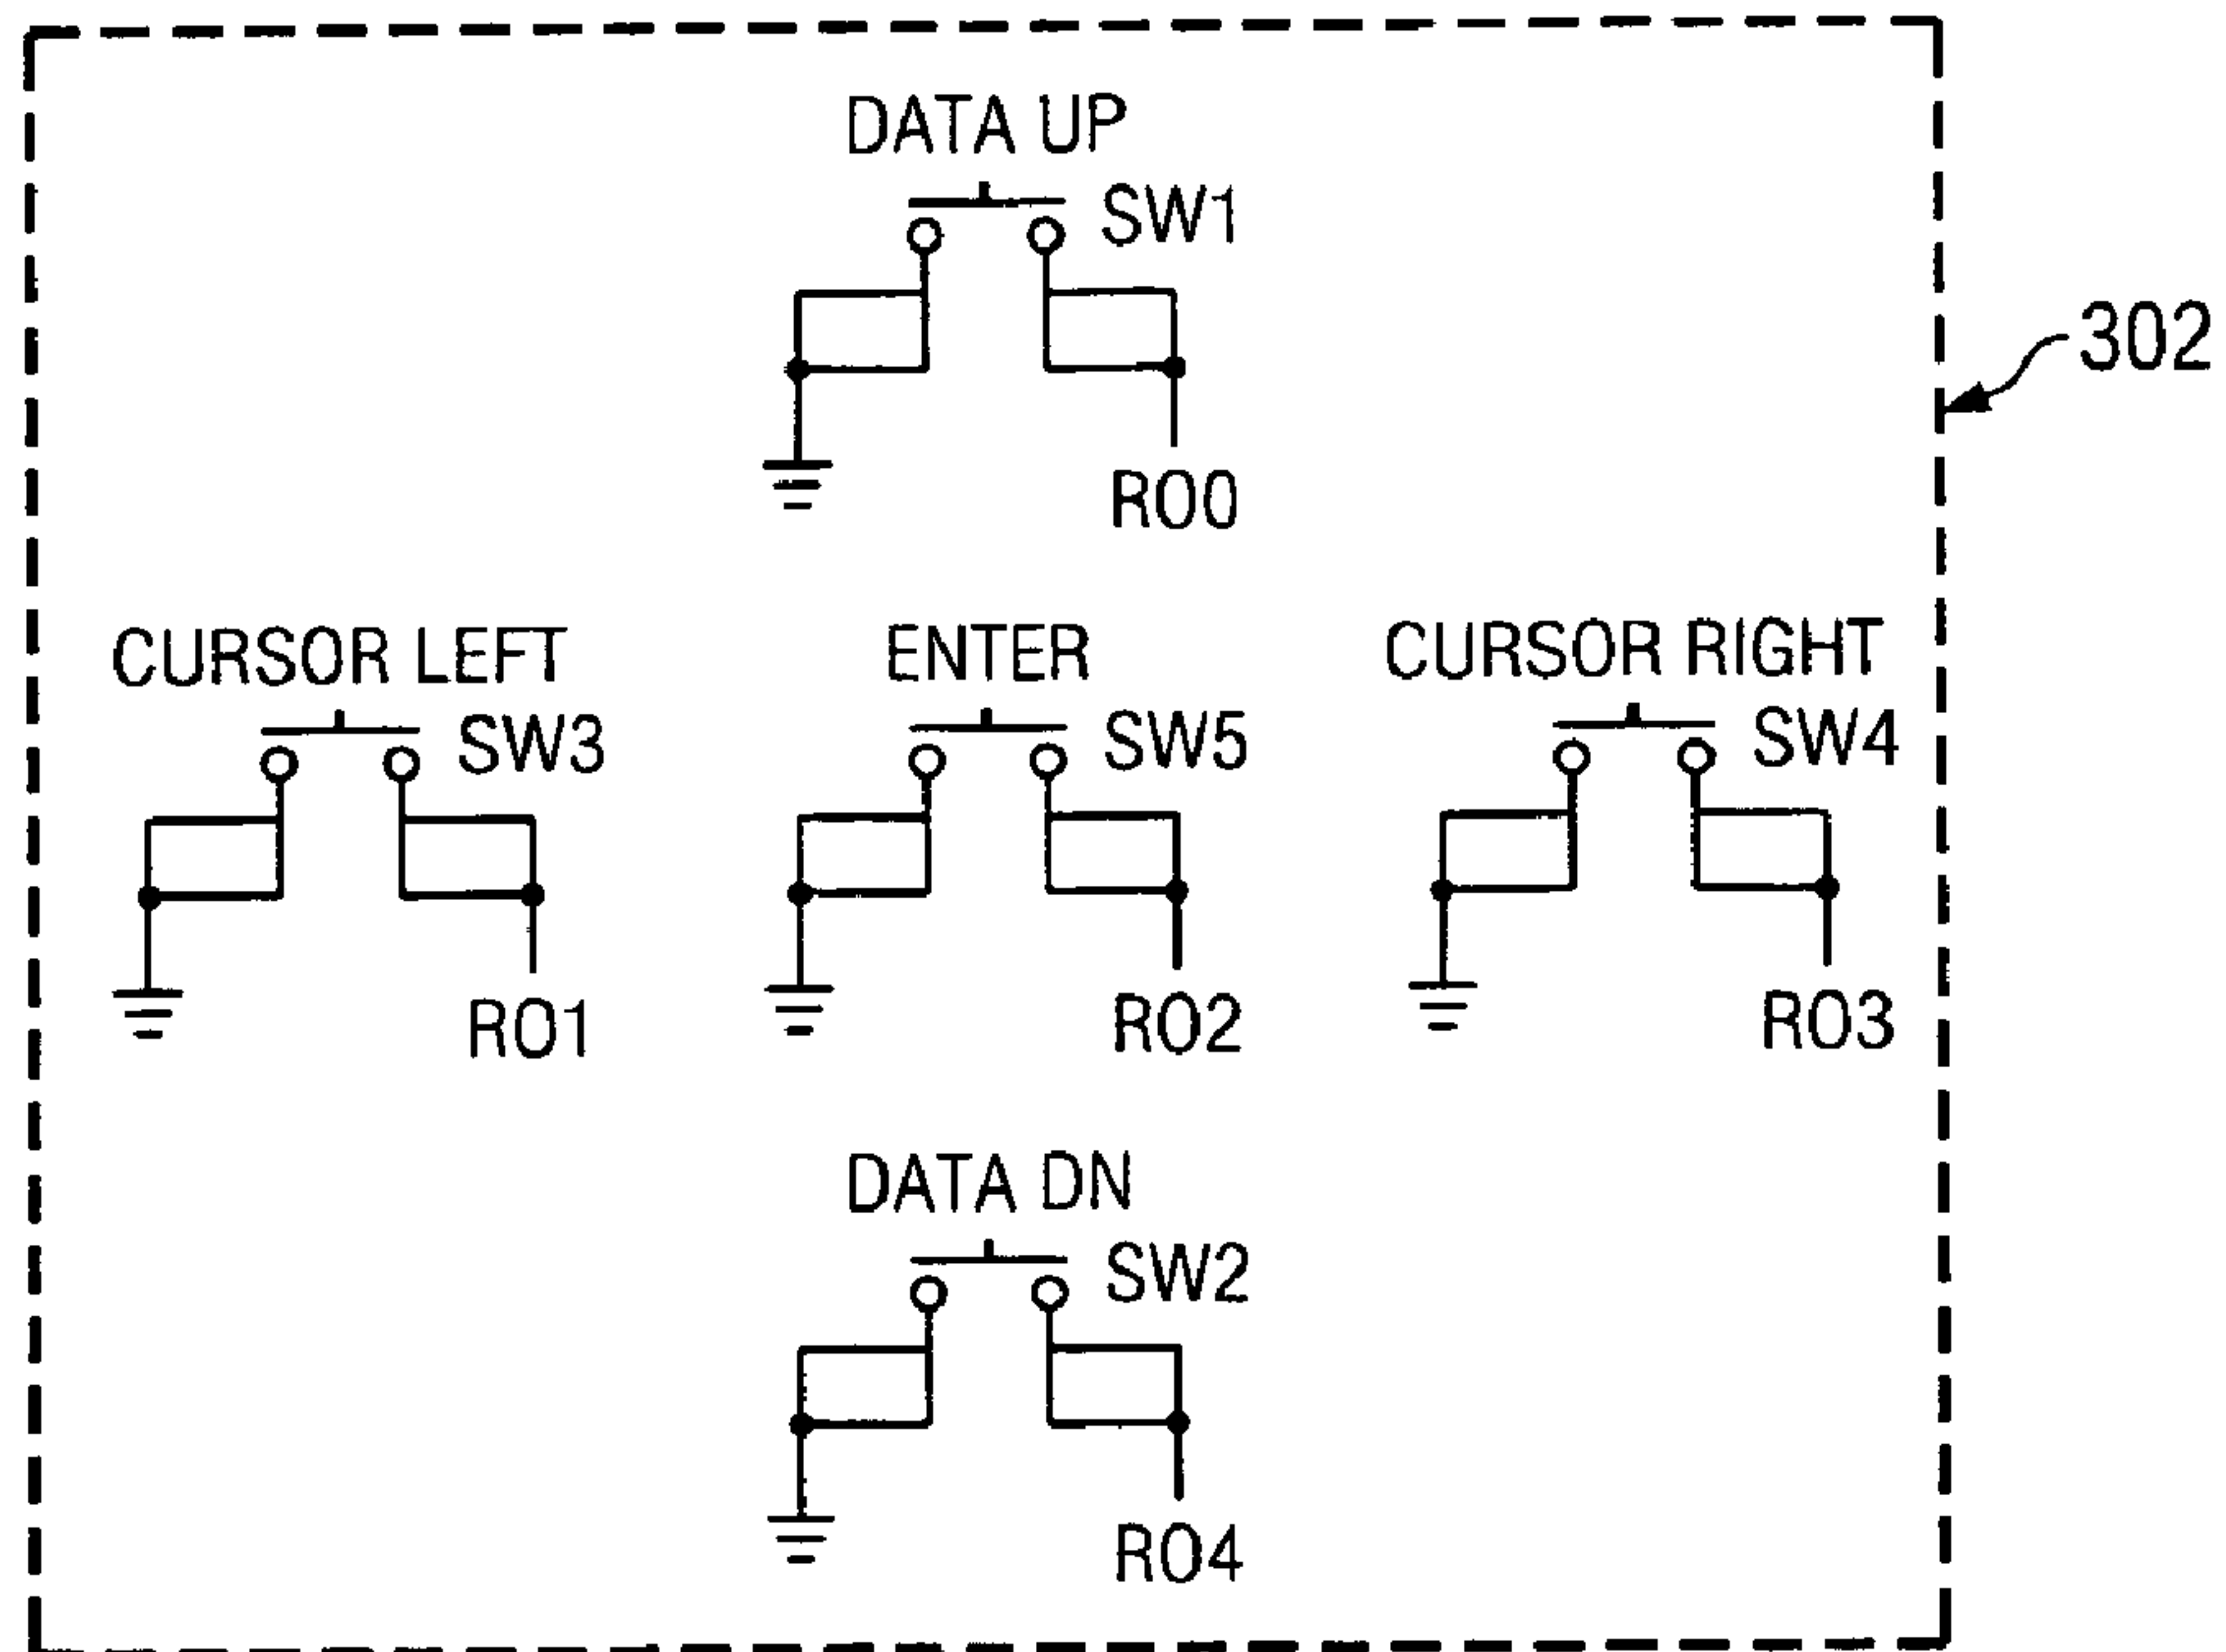 DATA UP
SW1
302
RO0
CURSOR LEFT
ENTER
CURSOR RIGHT
SW3
SW5
SW4
RO1
RO2
RO3
DATA DN
SW2
RO4